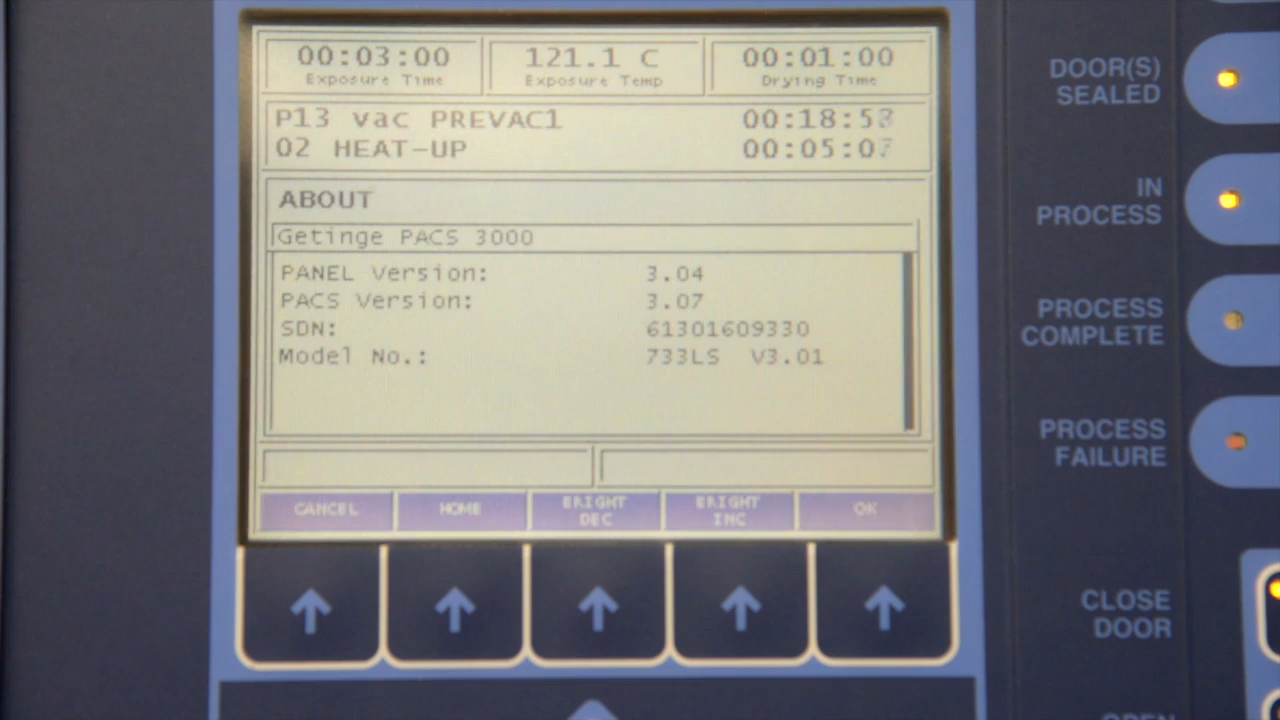 00:03:00 121.1 C 00:01:00
Exposure Time Exposure Temp Drying Time
P13 vac PREVAC1 00:18:58
02 HEAT-UP 00:05:07
ABOUT
Getinge PACS 3000
PANEL Version: 3.04
PACS Version: 3.07
SDN: 61301609330
Model No.: 733LS V3.01
CANCEL HOME BRIGHT DEC BRIGHT INC OK
DOOR(S)
SEALED
IN
PROCESS
PROCESS
COMPLETE
PROCESS
FAILURE
CLOSE
DOOR
OPEN